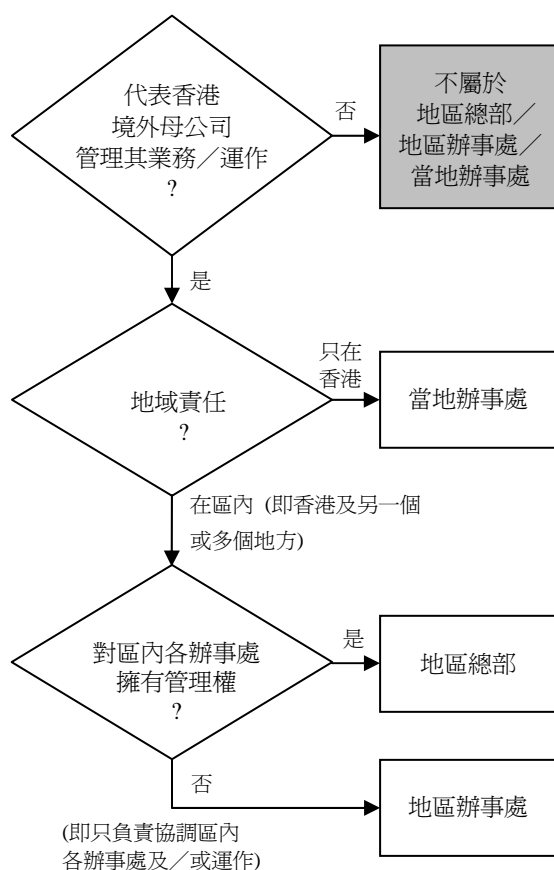 代表香港
境外母公司
管理其業務／運作
?
否
不屬於
地區總部／
地區辦事處／
當地辦事處
是
地域責任
?
只在
香港
當地辦事處
在區內 (即香港及另一個
或多個地方)
對區內各辦事處
擁有管理權
?
是
地區總部
否
(即只負責協調區內
各辦事處及／或運作)
地區辦事處